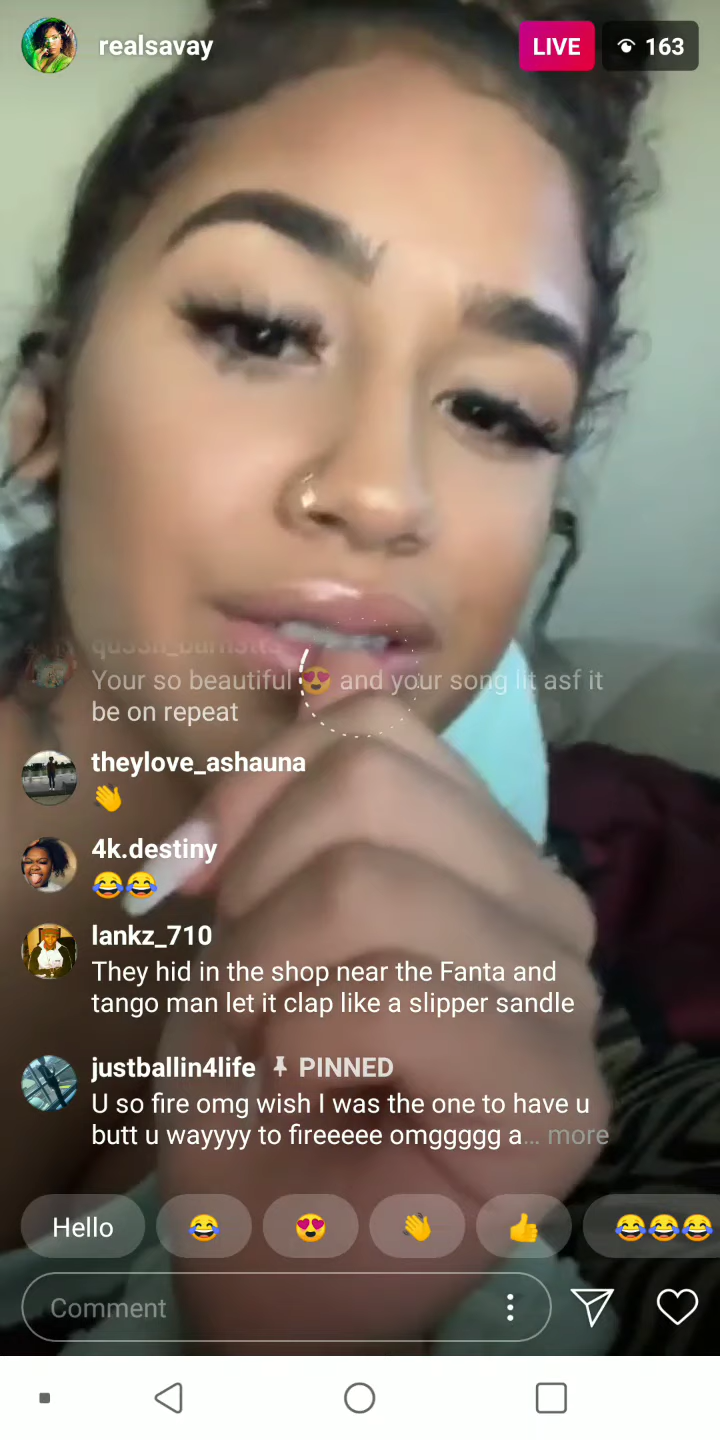 realsavay
LIVE
163
Your so beautiful 😍 and your song lit asf it
be on repeat
theylove_ashauna
👋
4k.destiny
😂😂
lankz_710
They hid in the shop near the Fanta and
tango man let it clap like a slipper sandle
justballin4life PINNED
U so fire omg wish I was the one to have u
butt u wayyyy to fireeeee omggggg a... more
Hello 😂 😍 👋 👍 😂😂😂
Comment